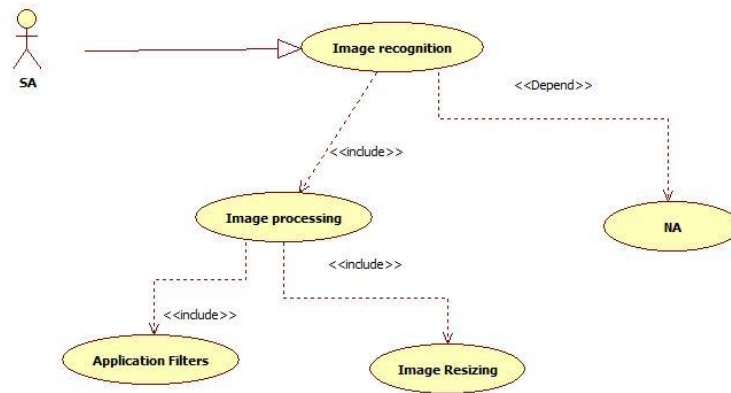 Image recognition
SA
<<Depend>>
<<include>>
Image processing
NA
<<include>>
<<include>>
Application Filters
Image Resizing